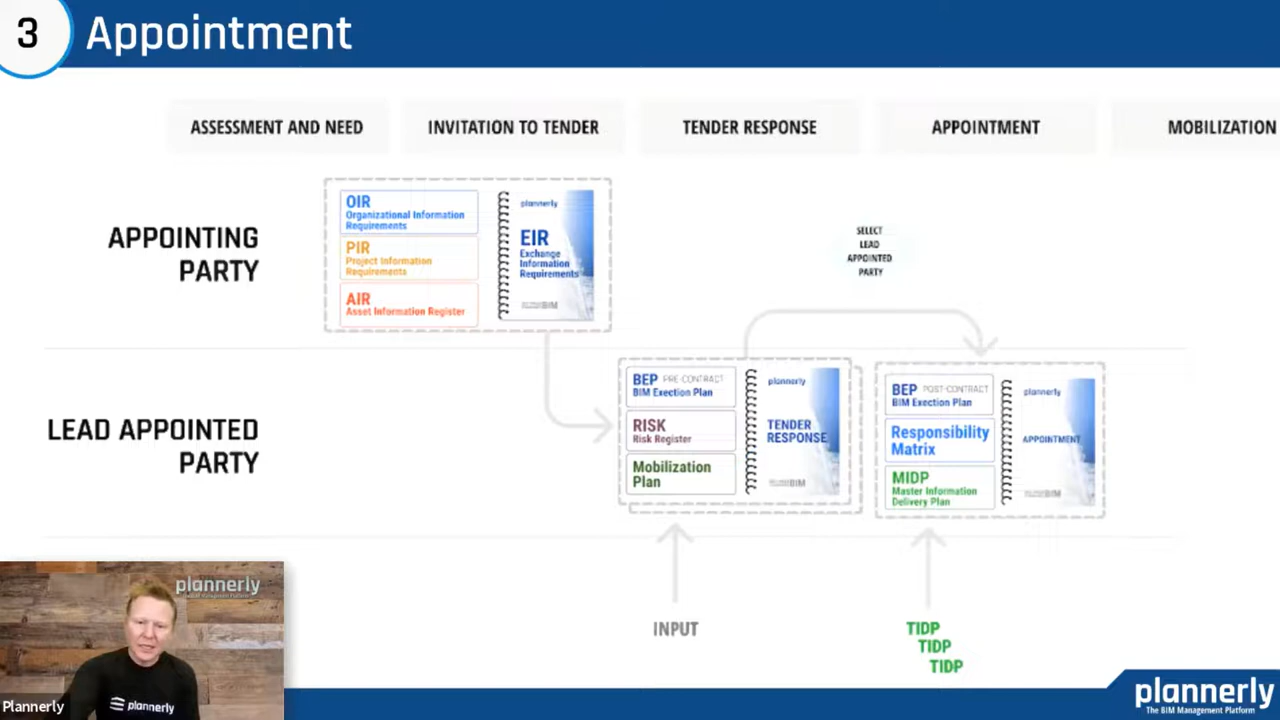 3 Appointment
ASSESSMENT AND NEED
INVITATION TO TENDER
TENDER RESPONSE
APPOINTMENT
MOBILIZATION
APPOINTING
PARTY
OIR
Organizational Information
Requirements
PIR
Project Information
Requirements
AIR
Asset Information Register
plannerly
EIR
Exchange
Information
Requirements
BIM
SELECT
LEAD
APPOINTED
PARTY
LEAD APPOINTED
PARTY
BEP PRE-CONTRACT
BIM Exection Plan
RISK
Risk Register
Mobilization
Plan
plannerly
TENDER
RESPONSE
BIM
BEP POST-CONTRACT
BIM Exection Plan
Responsibility
Matrix
MIDP
Master Information
Delivery Plan
plannerly
APPOINTMENT
BIM
INPUT
TIDP
TIDP
TIDP
plannerly
plannerly
Plannerly
plannerly
The BIM Management Platform